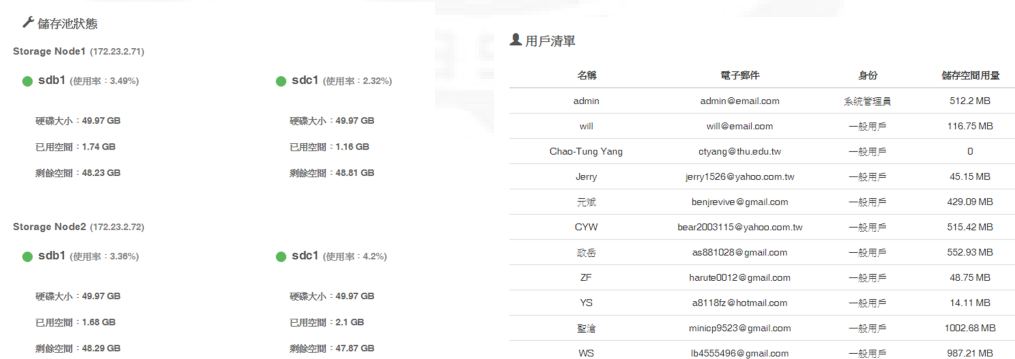 儲存池狀態
Storage Node1 (172.23.2.71)
sdb1 (使用率：3.49%)
硬碟大小：49.97 GB
已用空間：1.74 GB
剩餘空間：48.23 GB
sdc1 (使用率：2.32%)
硬碟大小：49.97 GB
已用空間：1.16 GB
剩餘空間：48.81 GB
Storage Node2 (172.23.2.72)
sdb1 (使用率：3.36%)
硬碟大小：49.97 GB
已用空間：1.68 GB
剩餘空間：48.29 GB
sdc1 (使用率：4.2%)
硬碟大小：49.97 GB
已用空間：2.1 GB
剩餘空間：47.87 GB
用戶清單
名稱 電子郵件 身份 儲存空間用量
admin admin@email.com 系統管理員 512.2 MB
will will@email.com 一般用戶 116.75 MB
Chao-Tung Yang ctyang@thu.edu.tw 一般用戶 0
Jerry jerry1526@yahoo.com.tw 一般用戶 45.15 MB
元斌 benjrevive@gmail.com 一般用戶 429.09 MB
CYW bear2003115@yahoo.com.tw 一般用戶 515.42 MB
政岳 as881028@gmail.com 一般用戶 552.93 MB
ZF harute0012@gmail.com 一般用戶 48.75 MB
YS a8118fz@hotmail.com 一般用戶 14.11 MB
聖滄 minicp9523@gmail.com 一般用戶 1002.68 MB
WS lb4555496@gmail.com 一般用戶 987.21 MB